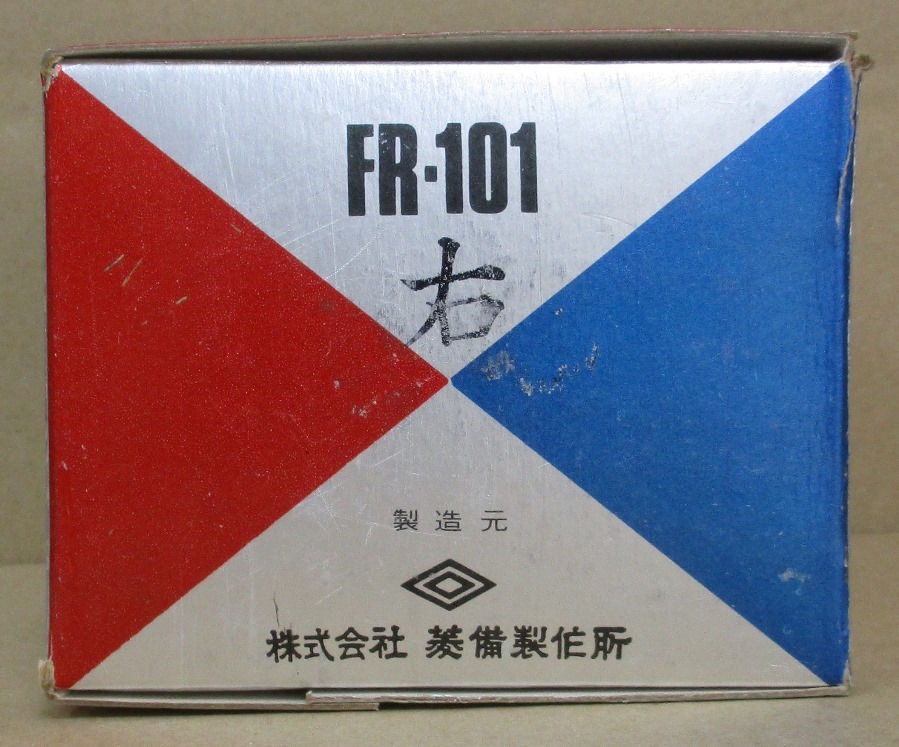 FR-101
右
製造元
株式会社 菱備製作所